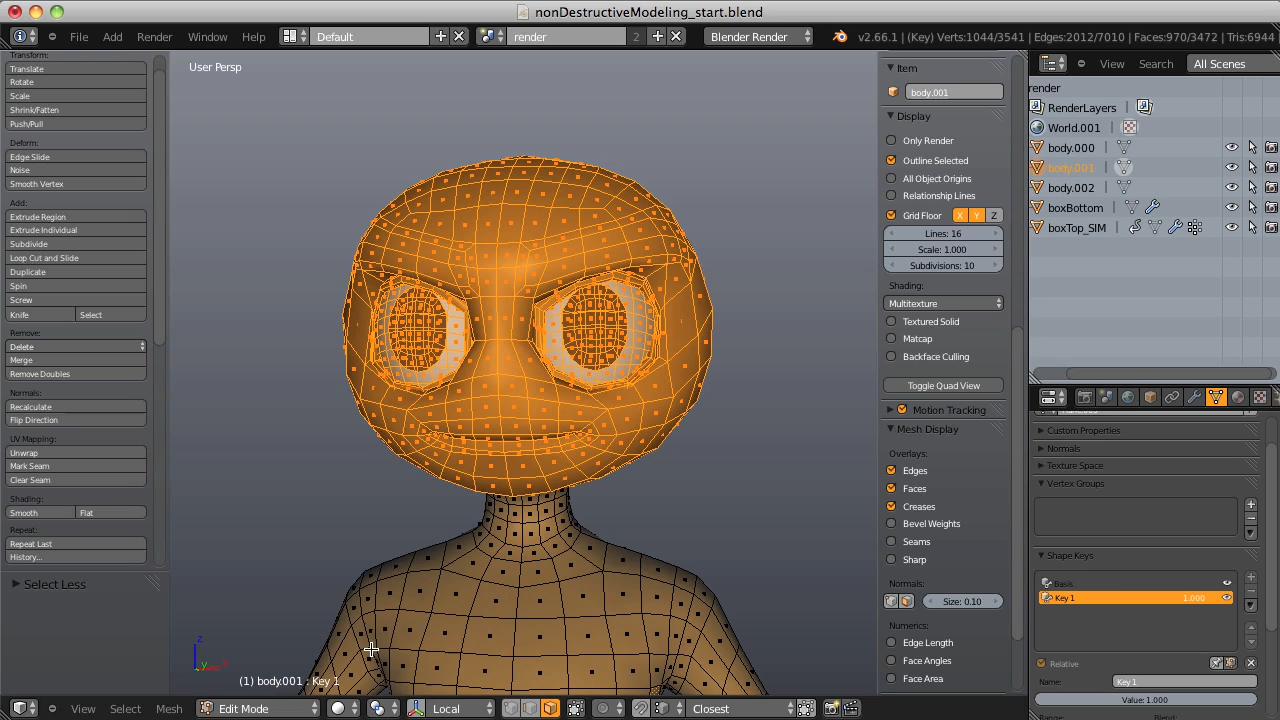 nonDestructiveModeling_start.blend
File Add Render Window Help
Default
render 2
Blender Render
v2.66.1 | (Key) Verts:1044/3541 | Edges:2012/7010 | Faces:970/3472 | Tris:6944
Transform:
Translate
Rotate
Scale
Shrink/Fatten
Push/Pull
Deform:
Edge Slide
Noise
Smooth Vertex
Add:
Extrude Region
Extrude Individual
Subdivide
Loop Cut and Slide
Duplicate
Spin
Screw
Knife Select
Remove:
Delete
Merge
Remove Doubles
Normals:
Recalculate
Flip Direction
UV Mapping:
Unwrap
Mark Seam
Clear Seam
Shading:
Smooth Flat
Repeat:
Repeat Last
History...
Select Less
User Persp
z
y
(1) body.001 : Key 1
Item
body.001
Display
Only Render
Outline Selected
All Object Origins
Relationship Lines
Grid Floor X Y Z
Lines: 16
Scale: 1.000
Subdivisions: 10
Shading:
Multitexture
Textured Solid
Matcap
Backface Culling
Toggle Quad View
Motion Tracking
Mesh Display
Overlays:
Edges
Faces
Creases
Bevel Weights
Seams
Sharp
Normals:
Size: 0.10
Numerics:
Edge Length
Face Angles
Face Area
View Search All Scenes
render
RenderLayers
World.001
body.000
body.001
body.002
boxBottom
boxTop_SIM
Custom Properties
Normals
Texture Space
Vertex Groups
Shape Keys
Basis
Key 1 1.000
Relative
Name: Key 1
Value: 1.000
View Select Mesh Edit Mode Local Closest